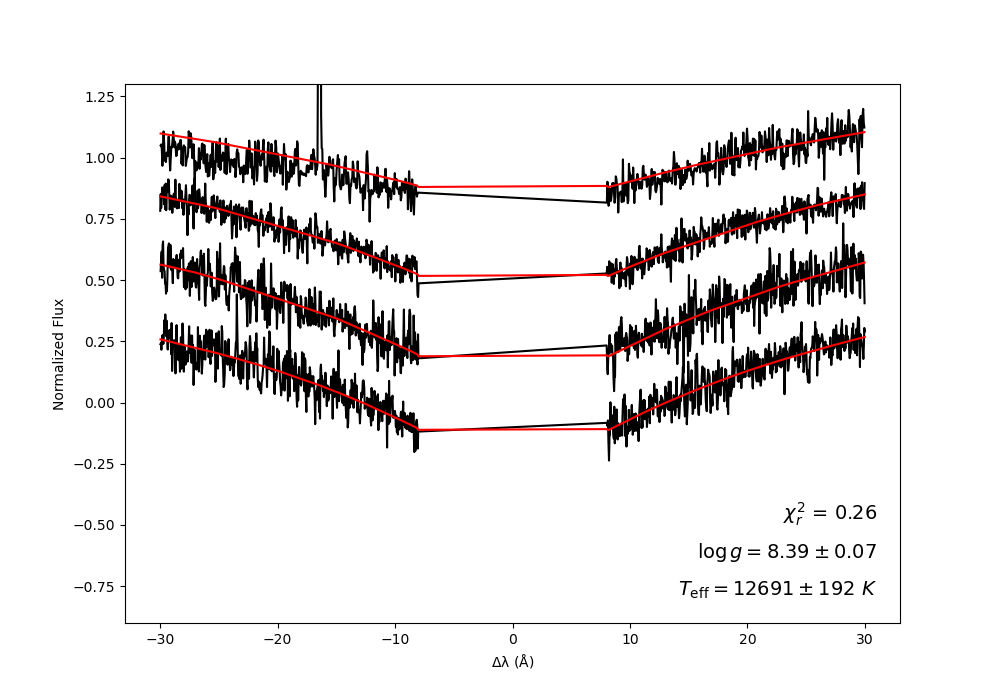 1.25
1.00
0.75
0.50
0.25
0.00
−0.25
−0.50
−0.75
Normalized Flux
χ²ᵣ = 0.26
log g = 8.39 ± 0.07
T_eff = 12691 ± 192 K
−30 −20 −10 0 10 20 30
Δλ (Å)